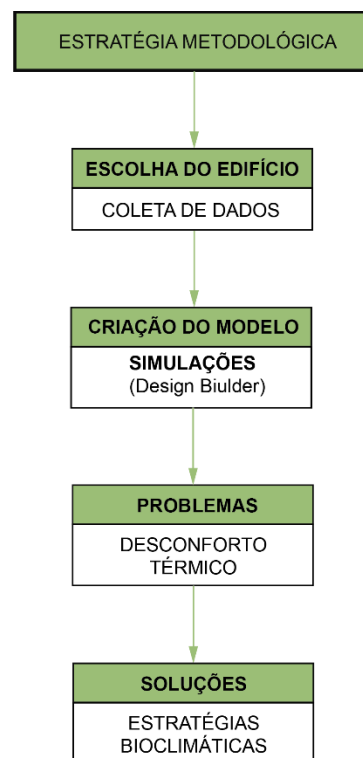 ESTRATÉGIA METODOLÓGICA
ESCOLHA DO EDIFÍCIO
COLETA DE DADOS
CRIAÇÃO DO MODELO
SIMULAÇÕES
(Design Biulder)
PROBLEMAS
DESCONFORTO
TÉRMICO
SOLUÇÕES
ESTRATÉGIAS
BIOCLIMÁTICAS